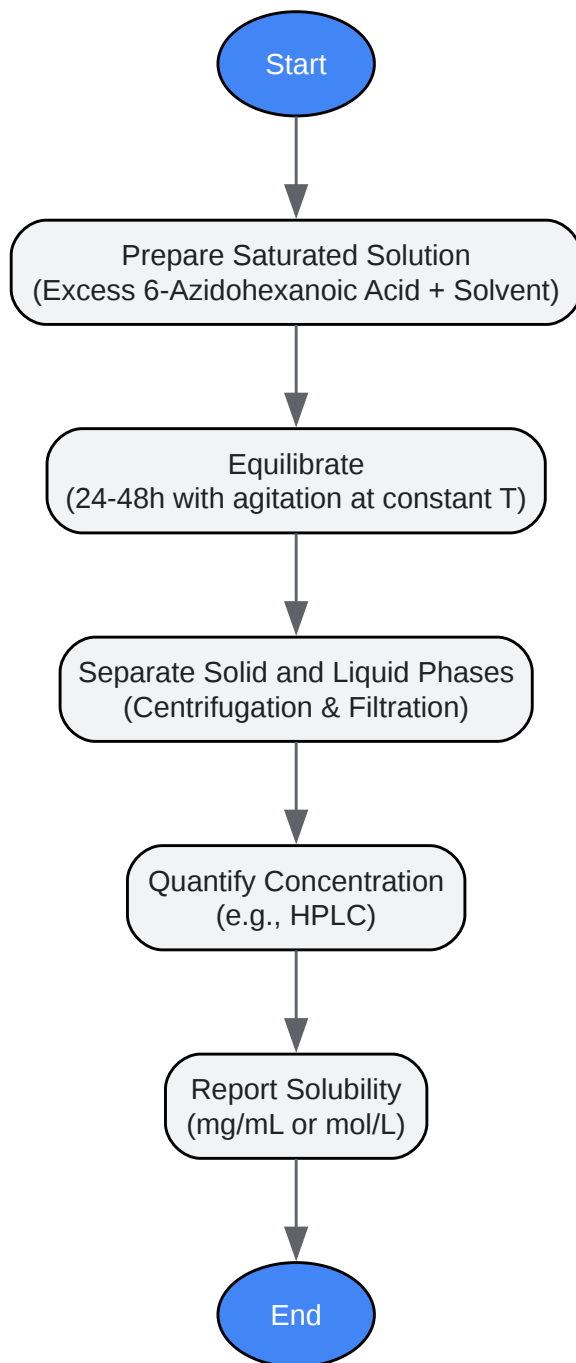 Start
Prepare Saturated Solution
(Excess 6-Azidohexanoic Acid + Solvent)
Equilibrate
(24-48h with agitation at constant T)
Separate Solid and Liquid Phases
(Centrifugation & Filtration)
Quantify Concentration
(e.g., HPLC)
Report Solubility
(mg/mL or mol/L)
End